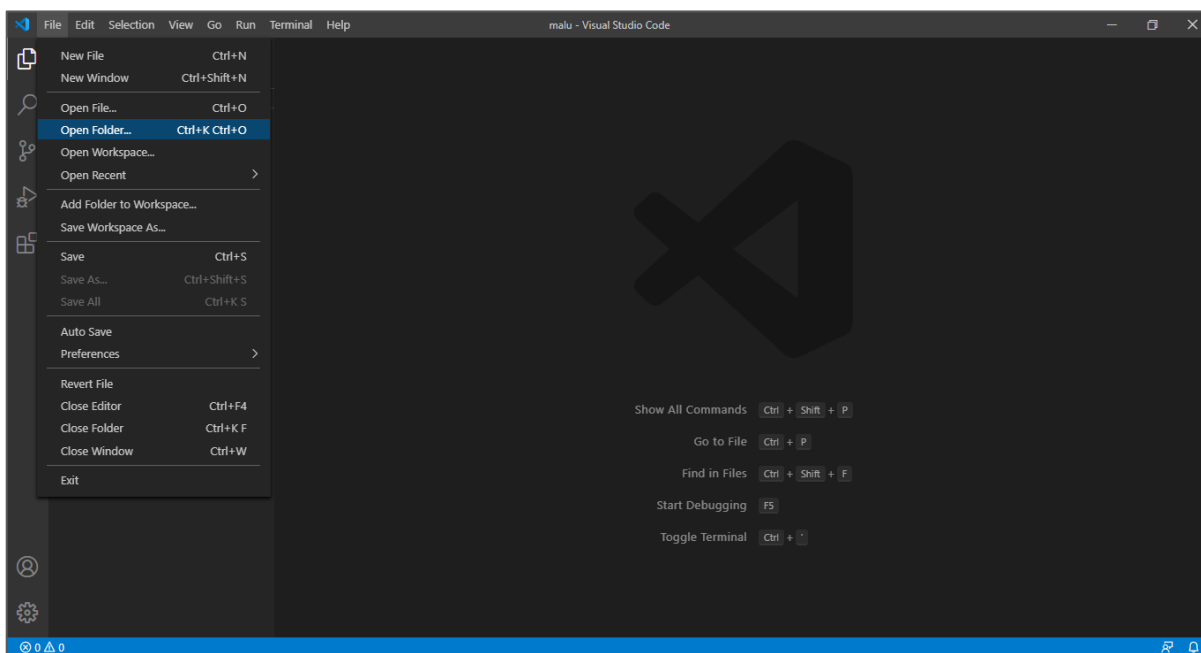 File Edit Selection View Go Run Terminal Help malu - Visual Studio Code
New File Ctrl+N
New Window Ctrl+Shift+N
Open File... Ctrl+O
Open Folder... Ctrl+K Ctrl+O
Open Workspace...
Open Recent
Add Folder to Workspace...
Save Workspace As...
Save Ctrl+S
Save As... Ctrl+Shift+S
Save All Ctrl+K S
Auto Save
Preferences
Revert File
Close Editor Ctrl+F4
Close Folder Ctrl+K F
Close Window Ctrl+W
Exit
Show All Commands Ctrl + Shift + P
Go to File Ctrl + P
Find in Files Ctrl + Shift + F
Start Debugging F5
Toggle Terminal Ctrl + '
0 0